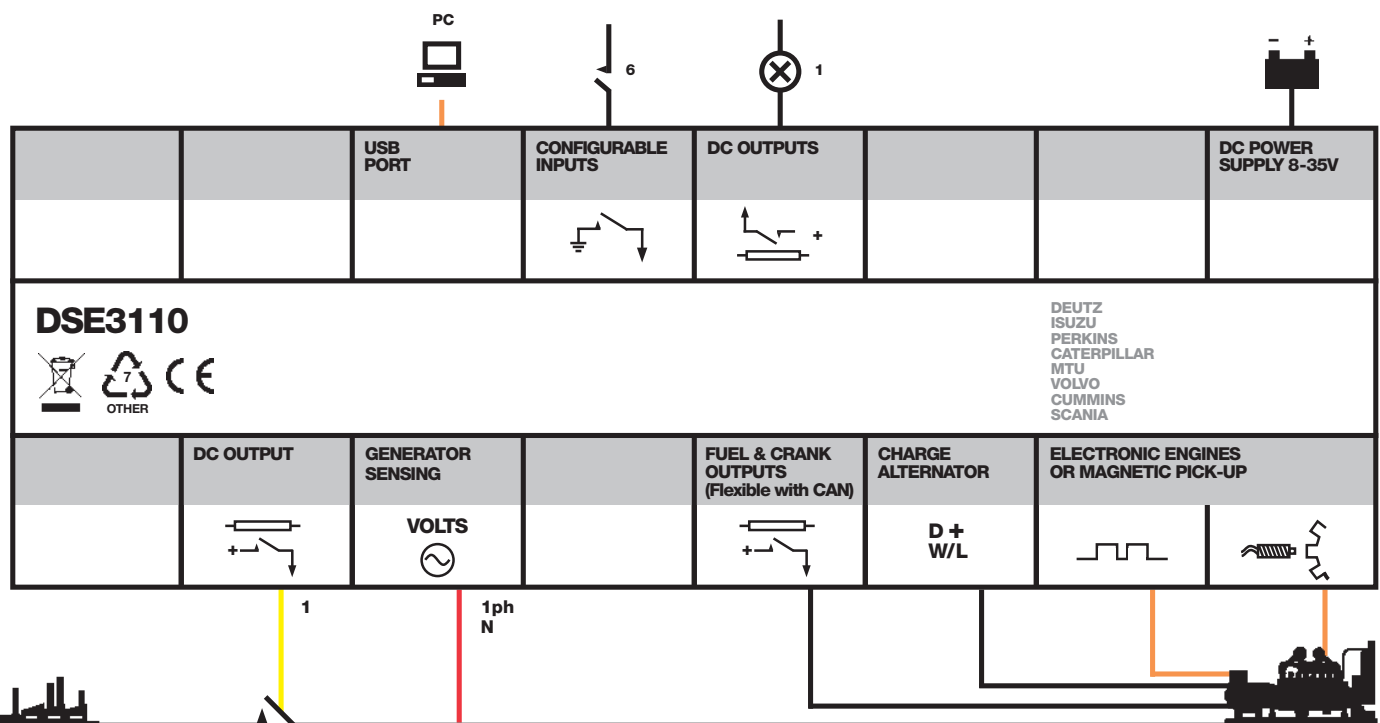 PC
6
1
- +
USB
PORT
CONFIGURABLE
INPUTS
DC OUTPUTS
DC POWER
SUPPLY 8-35V
+
DSE3110
7
OTHER
CE
DEUTZ
ISUZU
PERKINS
CATERPILLAR
MTU
VOLVO
CUMMINS
SCANIA
DC OUTPUT
GENERATOR
SENSING
FUEL & CRANK
OUTPUTS
(Flexible with CAN)
CHARGE
ALTERNATOR
ELECTRONIC ENGINES
OR MAGNETIC PICK-UP
+
VOLTS
+
D +
W/L
1
1ph
N